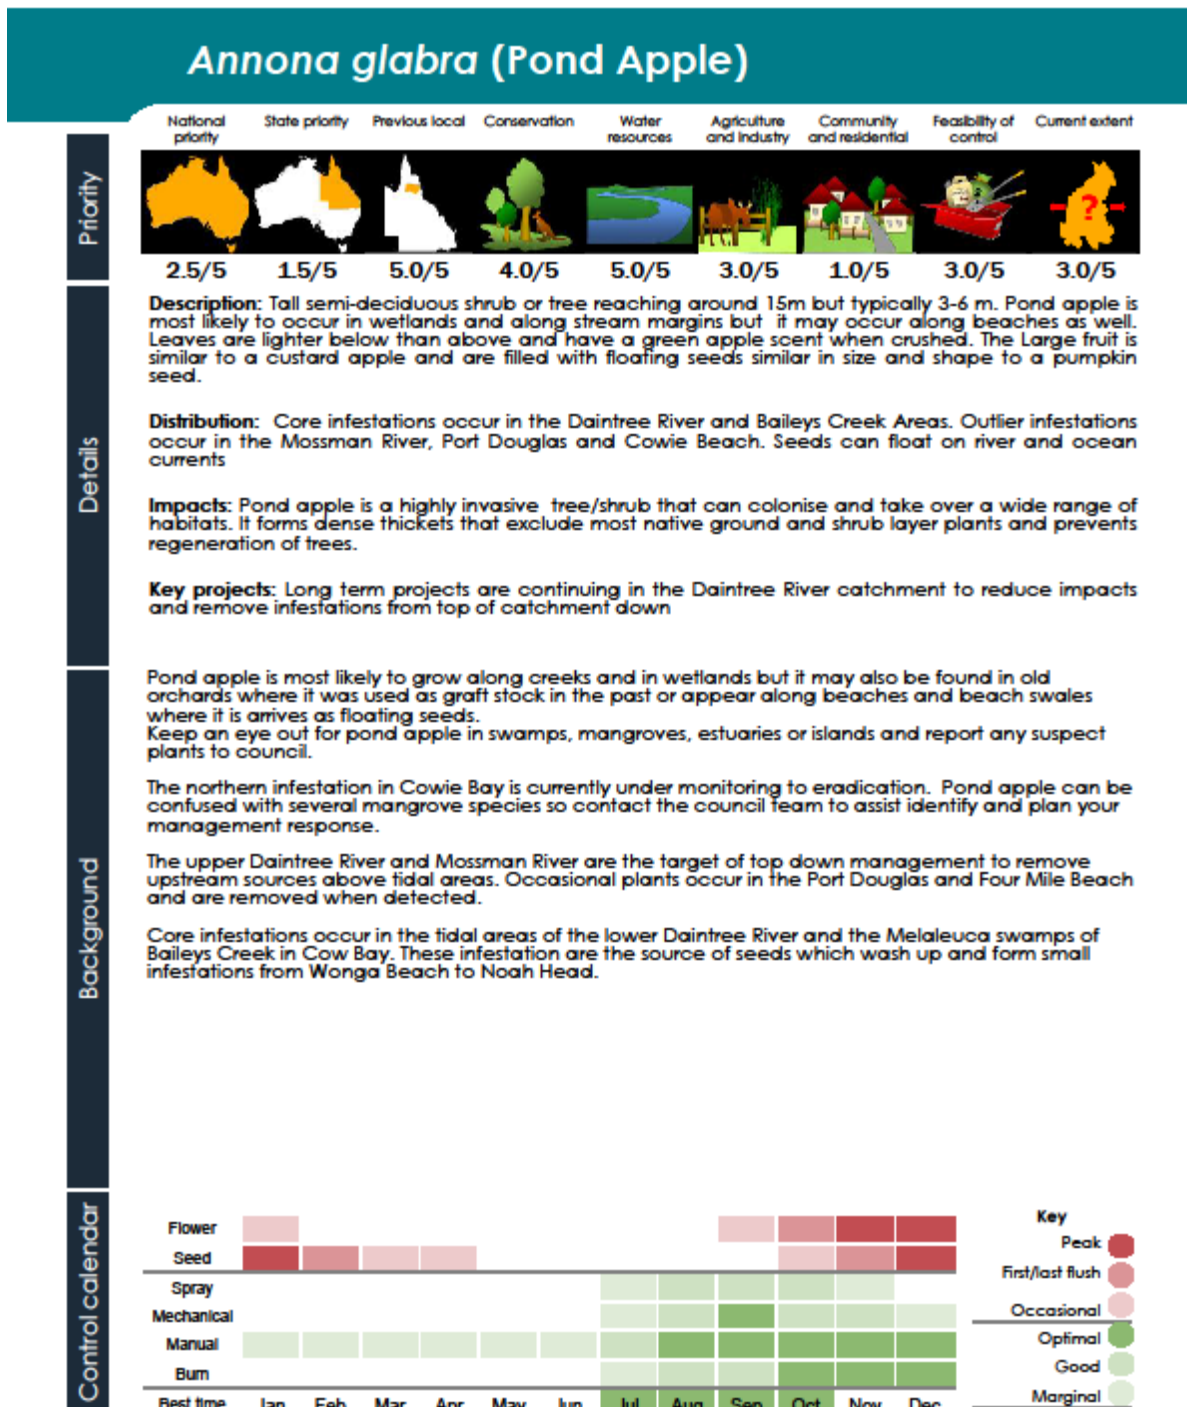 Annona glabra (Pond Apple)
National priority
State priority
Previous local
Conservation
Water resources
Agriculture and industry
Community and residential
Feasibility of control
Current extent
Priority
?
2.5/5 1.5/5 5.0/5 4.0/5 5.0/5 3.0/5 1.0/5 3.0/5 3.0/5
Details
Description: Tall semi-deciduous shrub or tree reaching around 15m but typically 3-6 m. Pond apple is
most likely to occur in wetlands and along stream margins but it may occur along beaches as well.
Leaves are lighter below than above and have a green apple scent when crushed. The Large fruit is
similar to a custard apple and are filled with floating seeds similar in size and shape to a pumpkin
seed.
Distribution: Core infestations occur in the Daintree River and Baileys Creek Areas. Outlier infestations
occur in the Mossman River, Port Douglas and Cowie Beach. Seeds can float on river and ocean
currents
Impacts: Pond apple is a highly invasive tree/shrub that can colonise and take over a wide range of
habitats. It forms dense thickets that exclude most native ground and shrub layer plants and prevents
regeneration of trees.
Key projects: Long term projects are continuing in the Daintree River catchment to reduce impacts
and remove infestations from top of catchment down
Background
Pond apple is most likely to grow along creeks and in wetlands but it may also be found in old
orchards where it was used as graft stock in the past or appear along beaches and beach swales
where it is arrives as floating seeds.
Keep an eye out for pond apple in swamps, mangroves, estuaries or islands and report any suspect
plants to council.
The northern infestation in Cowie Bay is currently under monitoring to eradication. Pond apple can be
confused with several mangrove species so contact the council team to assist identify and plan your
management response.
The upper Daintree River and Mossman River are the target of top down management to remove
upstream sources above tidal areas. Occasional plants occur in the Port Douglas and Four Mile Beach
and are removed when detected.
Core infestations occur in the tidal areas of the lower Daintree River and the Melaleuca swamps of
Baileys Creek in Cow Bay. These infestation are the source of seeds which wash up and form small
infestations from Wonga Beach to Noah Head.
Control calendar
Flower
Seed
Spray
Mechanical
Manual
Burn
Best time Jan Feb Mar Apr May Jun Jul Aug Sep Oct Nov Dec
Key
Peak
First/last flush
Occasional
Optimal
Good
Marginal